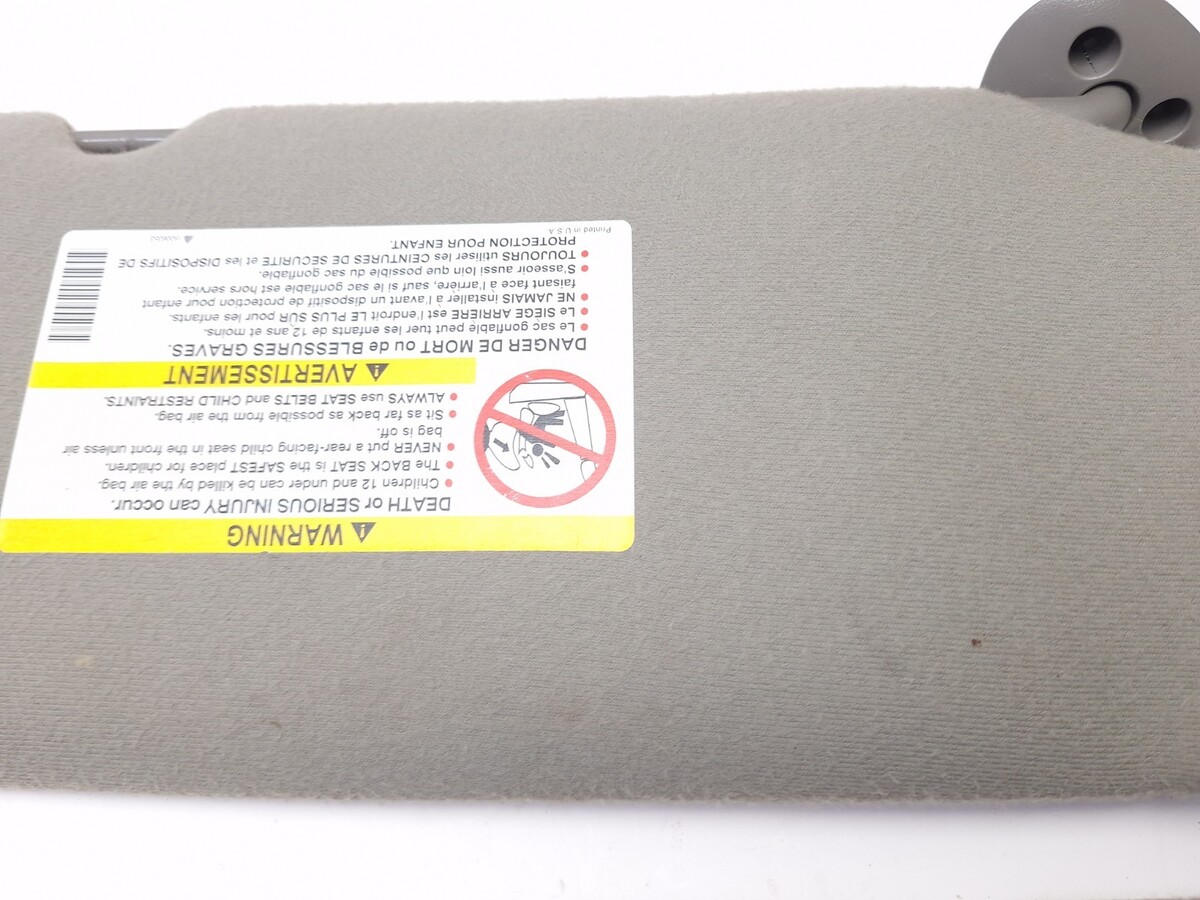 WARNING
DEATH or SERIOUS INJURY can occur.
• Children 12 and under can be killed by the air bag.
• The BACK SEAT is the SAFEST place for children.
• NEVER put a rear-facing child seat in the front unless air
bag is off.
• Sit as far back as possible from the air bag.
• ALWAYS use SEAT BELTS and CHILD RESTRAINTS.
AVERTISSEMENT
DANGER DE MORT ou de BLESSURES GRAVES.
• Le sac gonflable peut tuer les enfants de 12 ans et moins.
• Le SIÈGE ARRIÈRE est l'endroit LE PLUS SÛR pour les enfants.
• NE JAMAIS installer à l'avant un dispositif de protection pour enfant
faisant face à l'arrière, sauf si le sac gonflable est hors service.
• S'asseoir aussi loin que possible du sac gonflable.
• TOUJOURS utiliser les CEINTURES DE SÉCURITÉ et les DISPOSITIFS DE
PROTECTION POUR ENFANT.
Printed in U.S.A.